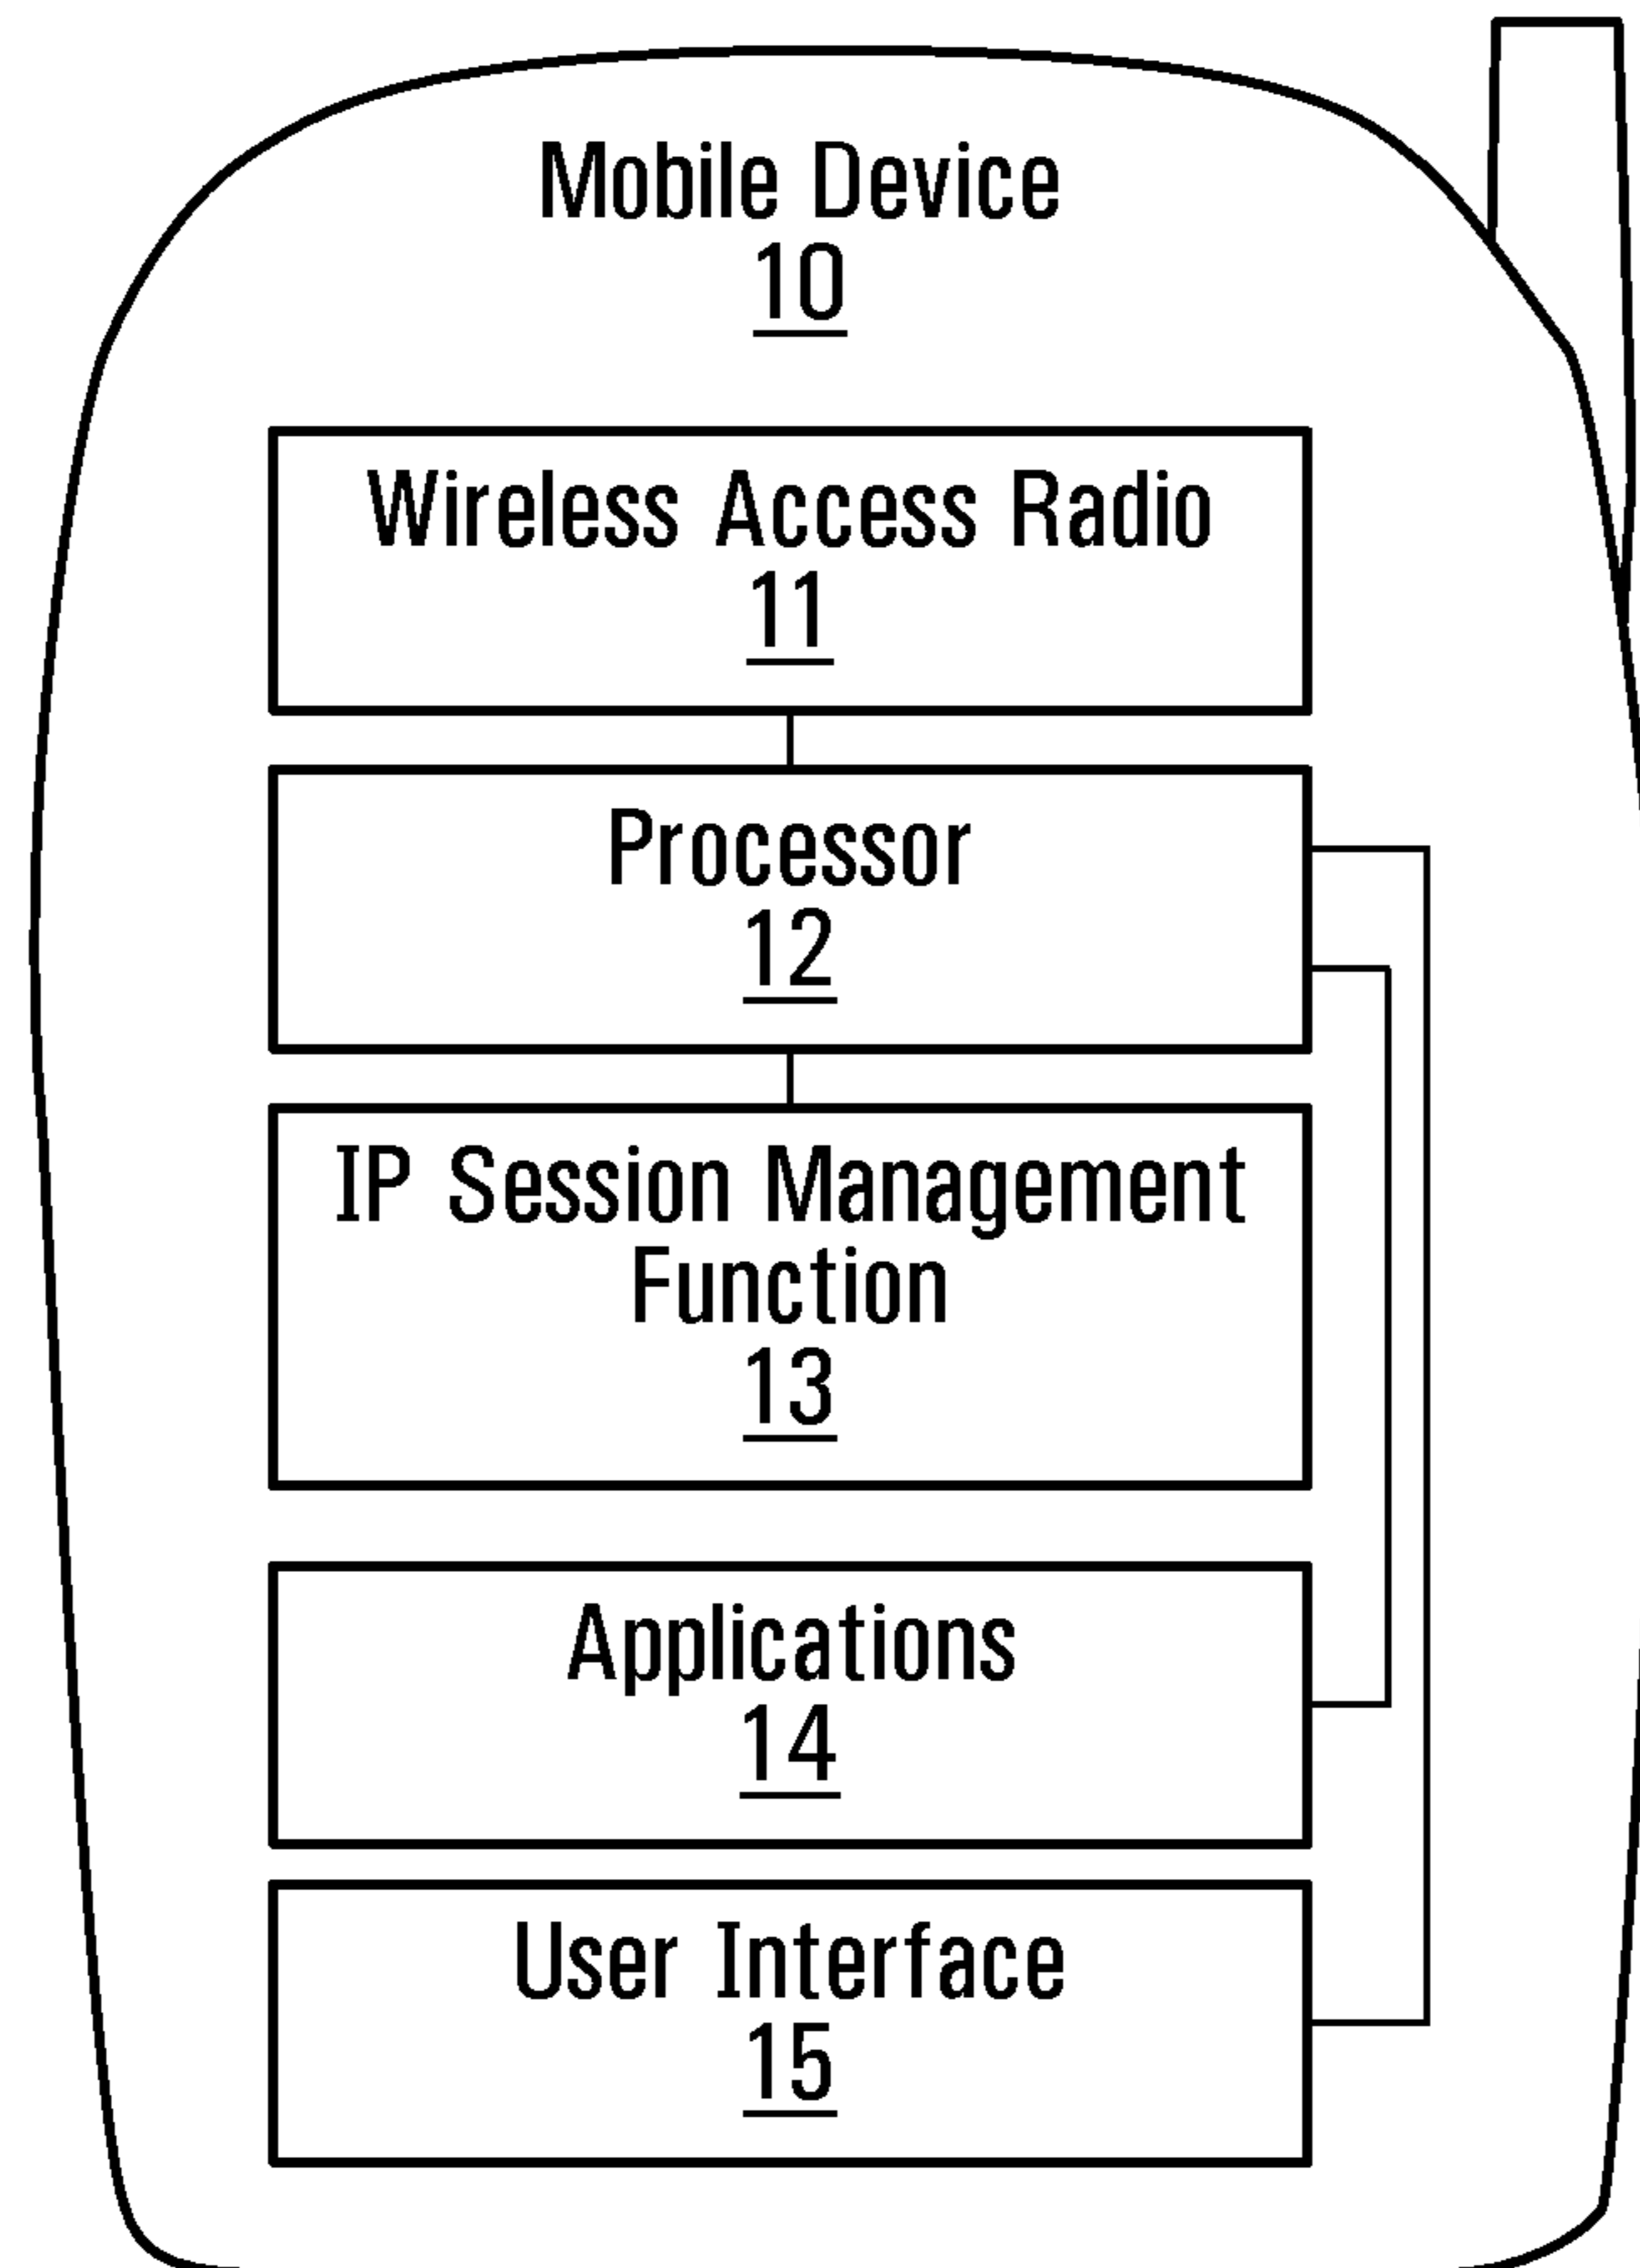 Mobile Device
10
Wireless Access Radio
11
Processor
12
IP Session Management
Function
13
Applications
14
User Interface
15